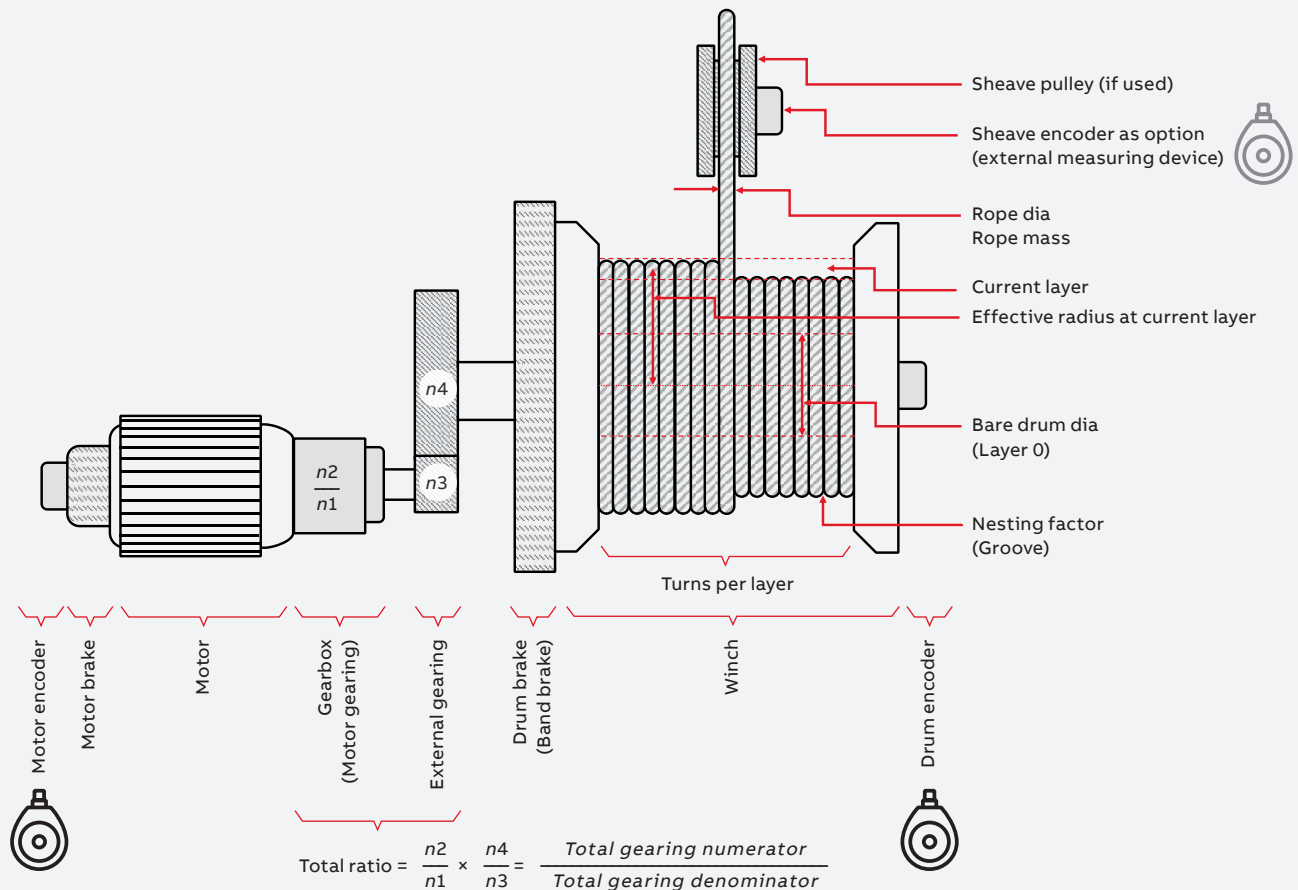 Sheave pulley (if used)
Sheave encoder as option
(external measuring device)
Rope dia
Rope mass
Current layer
Effective radius at current layer
Bare drum dia
(Layer 0)
Nesting factor
(Groove)
n4
n3
n2
n1
Turns per layer
Motor encoder
Motor brake
Motor
Gearbox
(Motor gearing)
External gearing
Drum brake
(Band brake)
Winch
Drum encoder
Total ratio = n2/n1 × n4/n3 = Total gearing numerator/Total gearing denominator